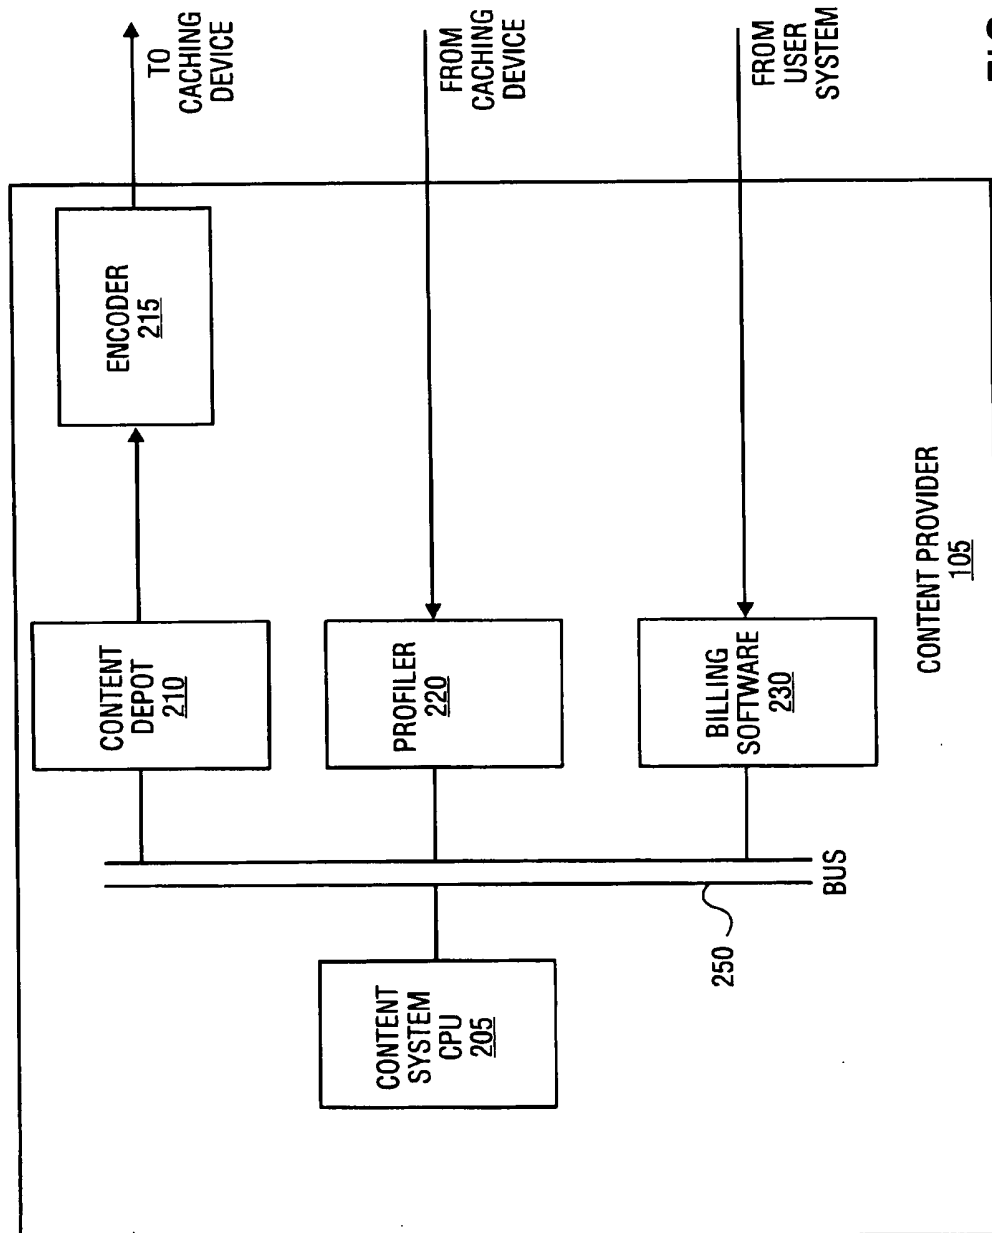 CONTENT
DEPOT
210
ENCODER
215
TO
CACHING
DEVICE
CONTENT
SYSTEM
CPU
205
PROFILER
220
FROM
CACHING
DEVICE
BILLING
SOFTWARE
230
FROM
USER
SYSTEM
250
BUS
CONTENT PROVIDER
105